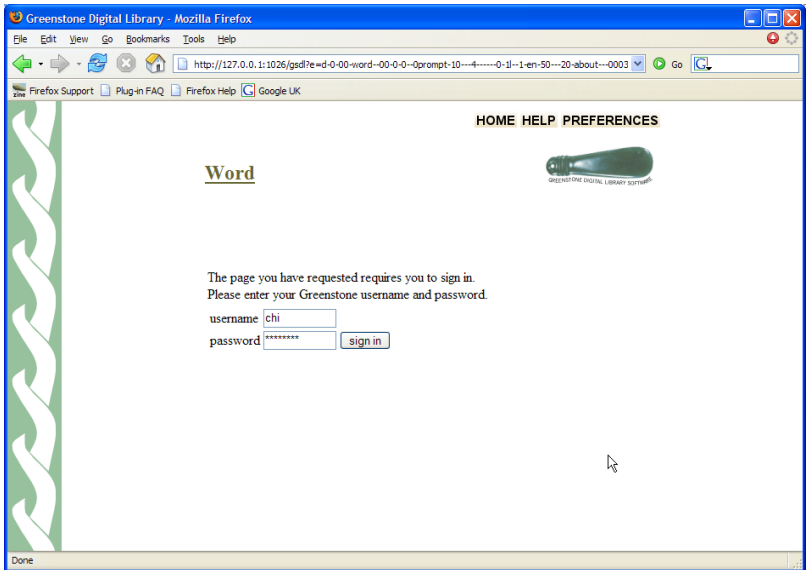 Greenstone Digital Library - Mozilla Firefox
File Edit View Go Bookmarks Tools Help
http://127.0.0.1:1026/gsdl?e=d-0-00-word--00-0-0--0prompt-10---4------0-1l--1-en-50---20-about---0003 Go G
Firefox Support Plug-in FAQ Firefox Help G Google UK
HOME HELP PREFERENCES
Word
GREENSTONE DIGITAL LIBRARY SOFTWARE
The page you have requested requires you to sign in.
Please enter your Greenstone username and password.
username chi
password ******** sign in
Done